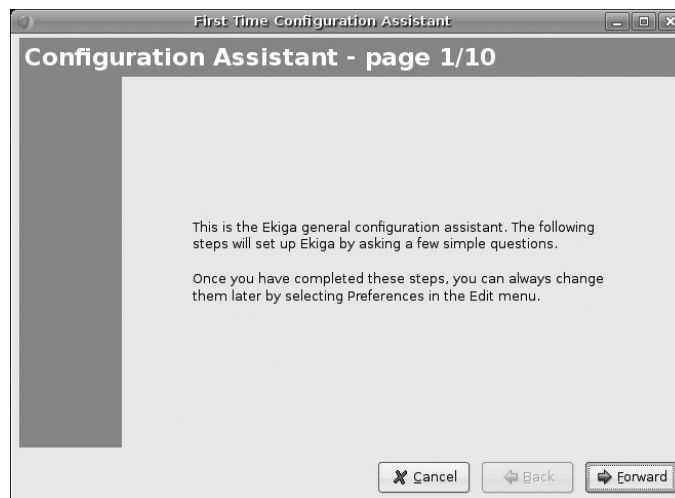 First Time Configuration Assistant
Configuration Assistant - page 1/10
This is the Ekiga general configuration assistant. The following
steps will set up Ekiga by asking a few simple questions.
Once you have completed these steps, you can always change
them later by selecting Preferences in the Edit menu.
Cancel
Back
Forward